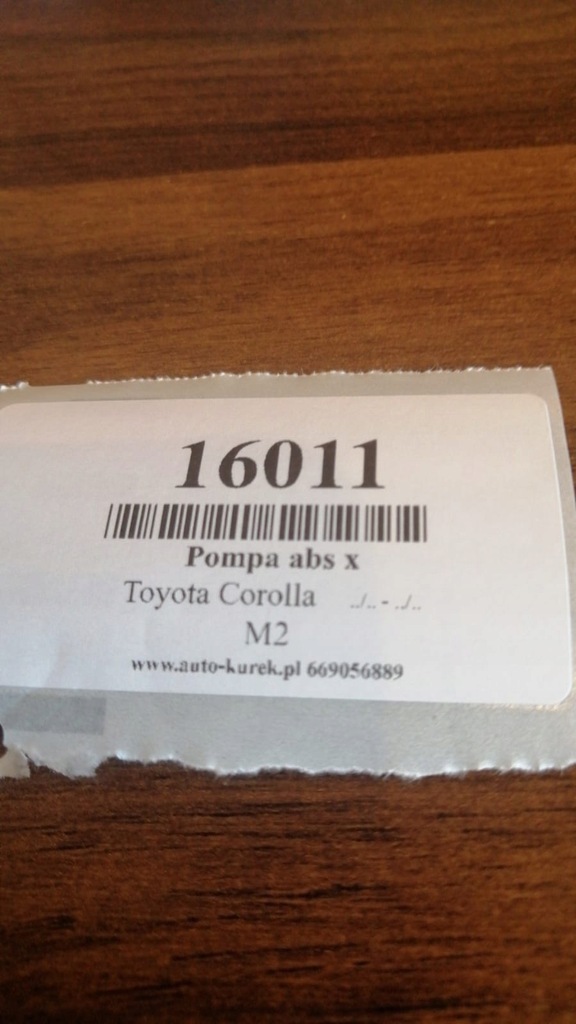 16011
Pompa abs x
Toyota Corolla ../.. - ../..
M2
www.auto-kurek.pl 669056889